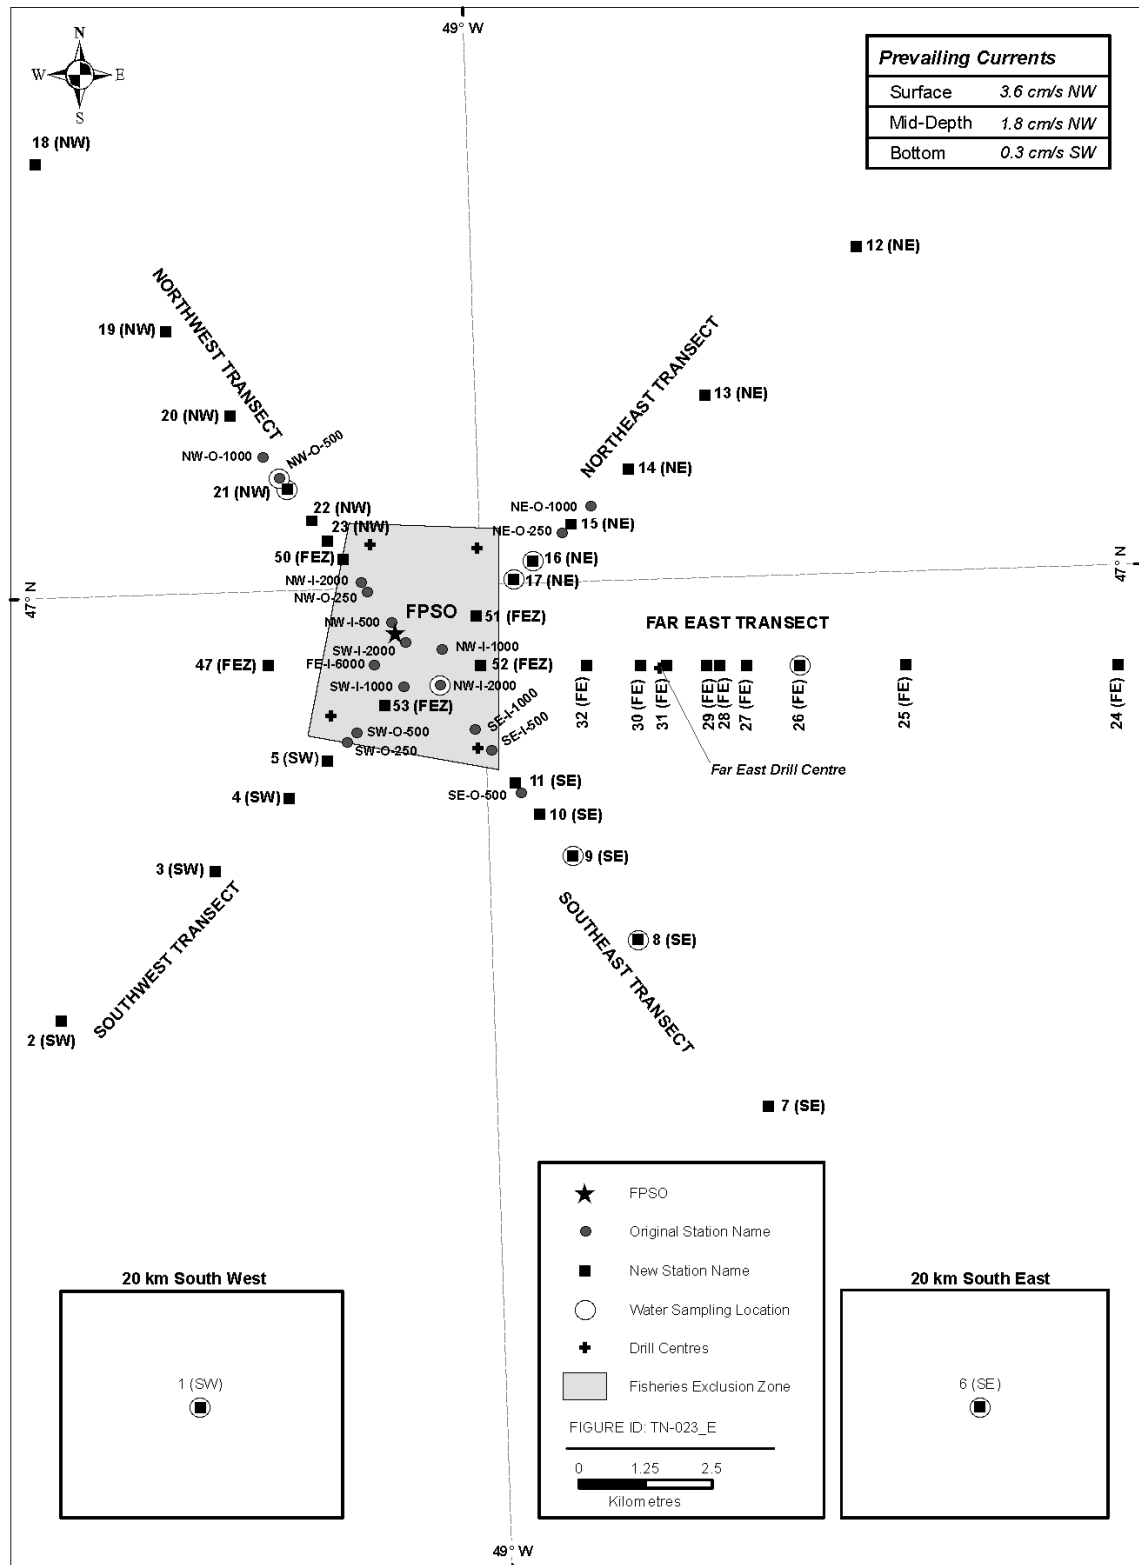 49° W
N
W
E
S
Prevailing Currents
Surface 3.6 cm/s NW
Mid-Depth 1.8 cm/s NW
Bottom 0.3 cm/s SW
18 (NW)
12 (NE)
NORTHWEST TRANSECT
19 (NW)
NORTHEAST TRANSECT
13 (NE)
20 (NW)
NW-O-1000
NW-O-500
14 (NE)
21 (NW)
NE-O-1000
22 (NW)
15 (NE)
23 (NW)
NE-O-250
50 (FEZ)
16 (NE)
47° N
17 (NE)
NW-I-2000
NW-O-250
47° N
FPSO
51 (FEZ)
NW-I-500
FAR EAST TRANSECT
SW-I-2000
NW-I-1000
47 (FEZ)
FE-I-6000
52 (FEZ)
SW-I-1000
NW-I-2000
32 (FE)
30 (FE)
31 (FE)
29 (FE)
28 (FE)
27 (FE)
26 (FE)
25 (FE)
24 (FE)
53 (FEZ)
SE-I-1000
SE-I-500
SW-O-500
SW-O-250
5 (SW)
Far East Drill Centre
11 (SE)
SE-O-500
4 (SW)
10 (SE)
9 (SE)
3 (SW)
SOUTHWEST TRANSECT
SOUTHEAST TRANSECT
8 (SE)
2 (SW)
7 (SE)
FPSO
Original Station Name
New Station Name
Water Sampling Location
Drill Centres
Fisheries Exclusion Zone
FIGURE ID: TN-023_E
0 1.25 2.5
Kilometres
20 km South West
1 (SW)
20 km South East
6 (SE)
49° W